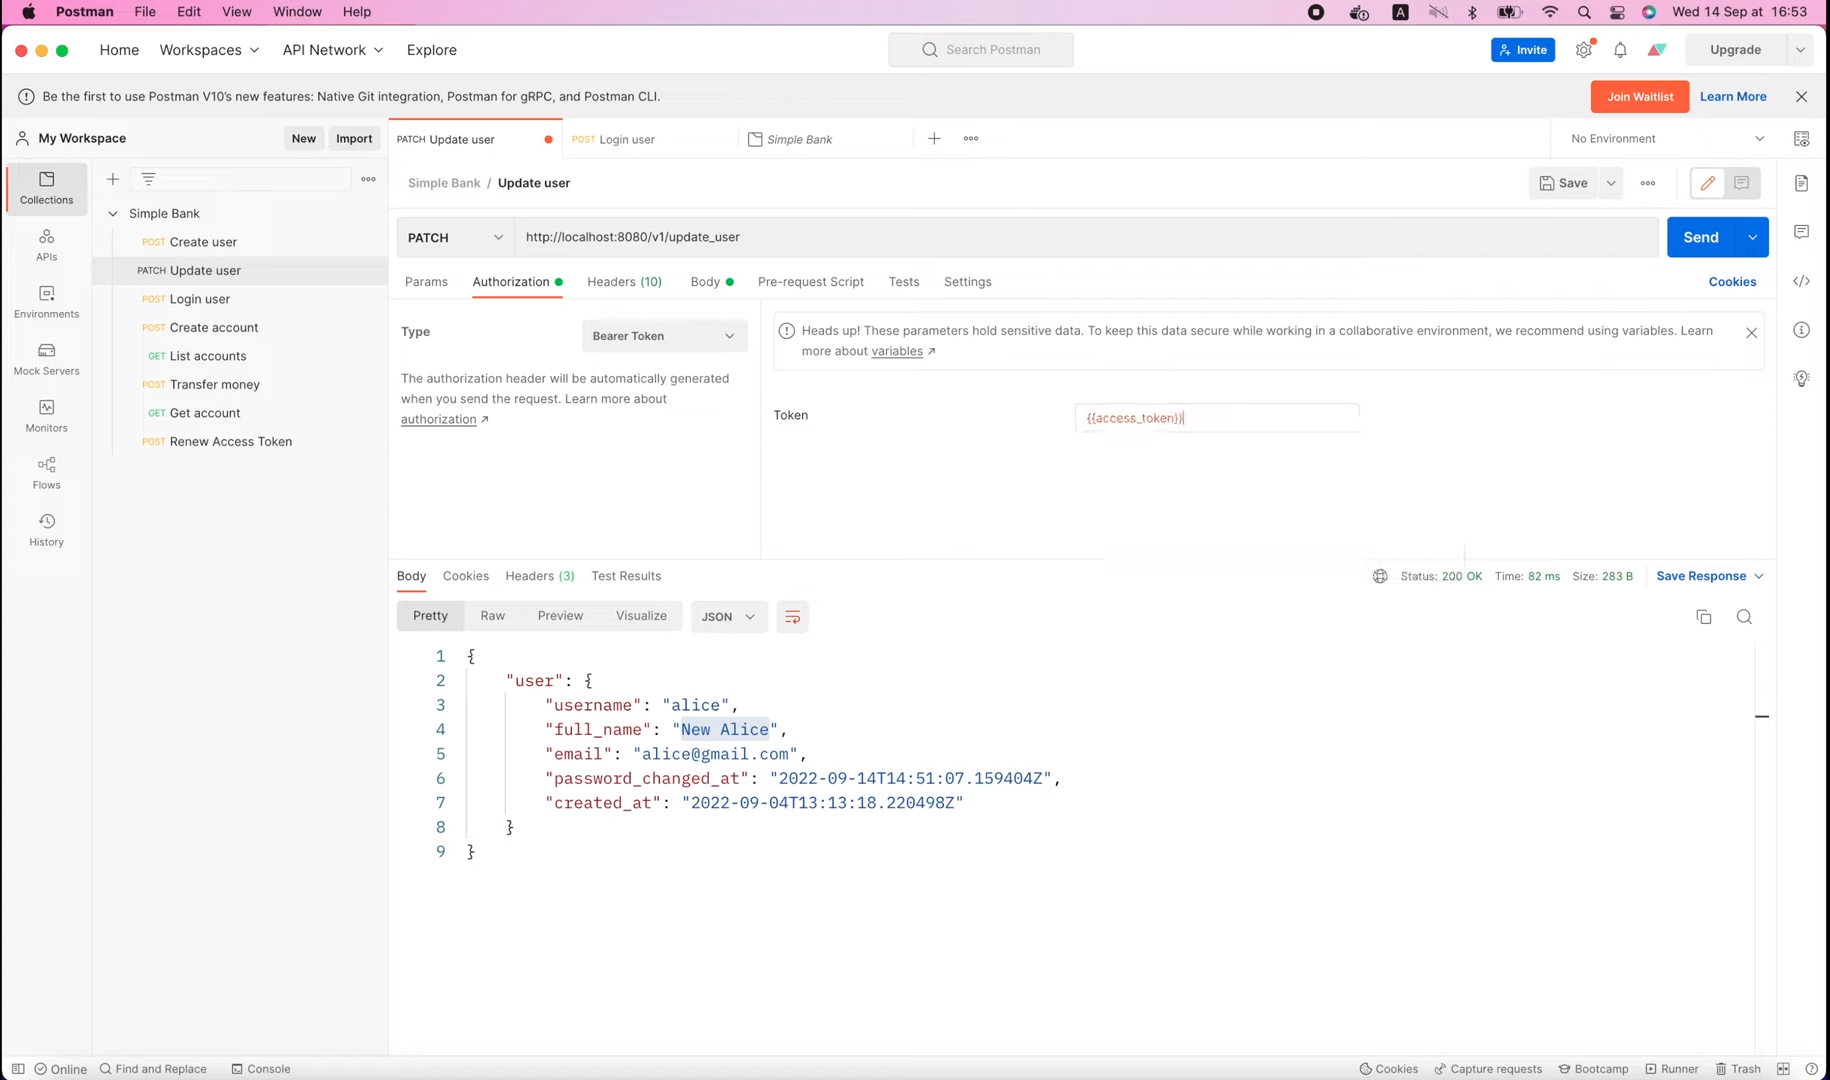 Postman File Edit View Window Help
A Wed 14 Sep at 16:53
Home Workspaces API Network Explore
Search Postman
Invite
Upgrade
Be the first to use Postman V10's new features: Native Git integration, Postman for gRPC, and Postman CLI.
Join Waitlist
Learn More
My Workspace
New
Import
PATCH Update user
POST Login user
Simple Bank
No Environment
Collections
APIs
Environments
Mock Servers
Monitors
Flows
History
Simple Bank
POST Create user
PATCH Update user
POST Login user
POST Create account
GET List accounts
POST Transfer money
GET Get account
POST Renew Access Token
Simple Bank / Update user
Save
PATCH
http://localhost:8080/v1/update_user
Send
Params Authorization Headers (10) Body Pre-request Script Tests Settings
Cookies
Type
Bearer Token
The authorization header will be automatically generated
when you send the request. Learn more about
authorization ↗
Heads up! These parameters hold sensitive data. To keep this data secure while working in a collaborative environment, we recommend using variables. Learn
more about variables ↗
Token
{{access_token}}
Body Cookies Headers (3) Test Results
Status: 200 OK Time: 82 ms Size: 283 B
Save Response
Pretty Raw Preview Visualize JSON
1 {
2 "user": {
3 "username": "alice",
4 "full_name": "New Alice",
5 "email": "alice@gmail.com",
6 "password_changed_at": "2022-09-14T14:51:07.159404Z",
7 "created_at": "2022-09-04T13:13:18.220498Z"
8 }
9 }
Online Find and Replace Console
Cookies Capture requests Bootcamp Runner Trash